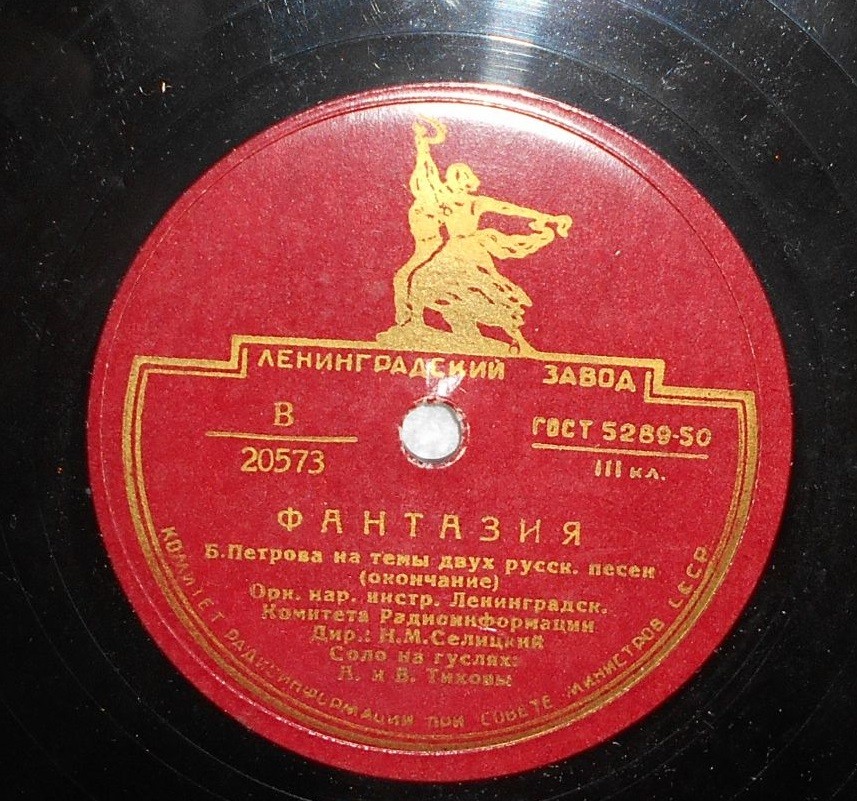 ЛЕНИНГРАДСКИЙ ЗАВОД
В
20573
ГОСТ 5289-50
III кл.
ФАНТАЗИЯ
Б.Петрова на темы двух русск. песен
(окончание)
Орк. нар. инстр. Ленинградск.
Комитета Радиоинформации
Дир.: Н.М.Селицкий
Соло на гуслях:
и В. Тиховы
КОМИТЕТ РАДИОИНФОРМАЦИИ ПРИ СОВЕТЕ МИНИСТРОВ СССР